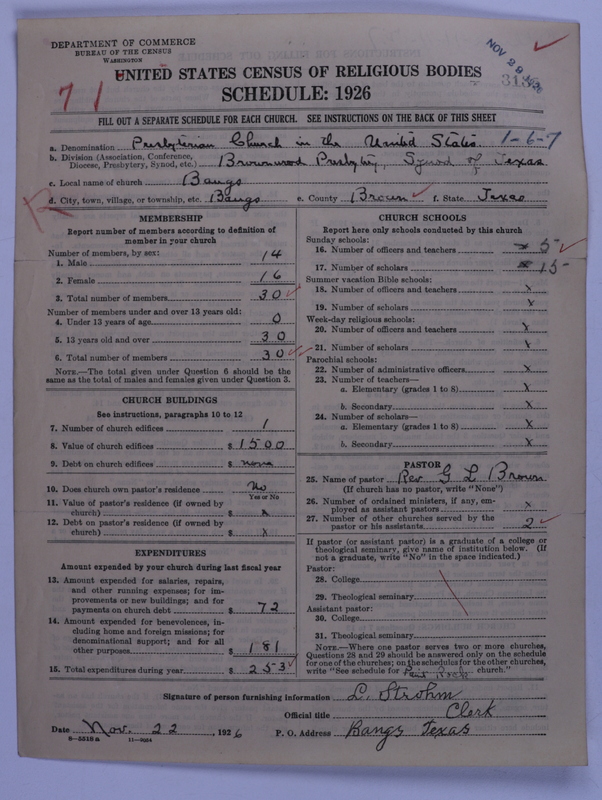 DEPARTMENT OF COMMERCE
BUREAU OF THE CENSUS
WASHINGTON
NOV 29 1926
UNITED STATES CENSUS OF RELIGIOUS BODIES
SCHEDULE: 1926
71
FILL OUT A SEPARATE SCHEDULE FOR EACH CHURCH. SEE INSTRUCTIONS ON THE BACK OF THIS SHEET
a. Denomination Presbyterian Church in the United States 1-6-7
b. Division (Association, Conference, Diocese, Presbytery, Synod, etc.) Brownwood Presbytery, Synod of Texas
c. Local name of church Bangs
d. City, town, village, or township, etc. Bangs e. County Brown f. State Texas
MEMBERSHIP
Report number of members according to definition of
member in your church
Number of members, by sex:
1. Male 14
2. Female 16
3. Total number of members 30
Number of members under and over 13 years old:
4. Under 13 years of age 0
5. 13 years old and over 30
6. Total number of members 30
NOTE.—The total given under Question 6 should be
same as the total of males and females given under Question 3.
CHURCH BUILDINGS
See instructions, paragraphs 10 to 12
7. Number of church edifices 1
8. Value of church edifices $1500
9. Debt on church edifices $ none
10. Does church own pastor's residence No
Yes or No
11. Value of pastor's residence (if owned by
church) $ x
12. Debt on pastor's residence (if owned by
church) $ x
EXPENDITURES
Amount expended by your church during last fiscal year
13. Amount expended for salaries, repairs,
and other running expenses; for im-
provements or new buildings; and for
payments on church debt $ 72
14. Amount expended for benevolences, in-
cluding home and foreign missions; for
denominational support; and for all
other purposes $ 181
15. Total expenditures during year $ 253
CHURCH SCHOOLS
Report here only schools conducted by this church
Sunday schools:
16. Number of officers and teachers 5
17. Number of scholars 15
Summer vacation Bible schools:
18. Number of officers and teachers x
19. Number of scholars x
Week-day religious schools:
20. Number of officers and teachers x
21. Number of scholars x
Parochial schools:
22. Number of administrative officers x
23. Number of teachers—
a. Elementary (grades 1 to 8) x
b. Secondary x
24. Number of scholars—
a. Elementary (grades 1 to 8) x
b. Secondary x
PASTOR
25. Name of pastor Rev G L Brown
(If church has no pastor, write "None")
26. Number of ordained ministers, if any, em-
ployed as assistant pastors x
27. Number of other churches served by the
pastor or his assistants 2
If pastor (or assistant pastor) is a graduate of a college or
theological seminary, give name of institution below. (If
not a graduate, write "No" in the space indicated.)
Pastor:
28. College
29. Theological seminary
Assistant pastor:
30. College
31. Theological seminary
NOTE.—Where one pastor serves two or more churches,
Questions 28 and 29 should be answered only on the schedule
for one of the churches; on the schedules for the other churches,
write "See schedule for Paint Rock church."
Signature of person furnishing information L. Strohm
Official title Clerk
Date Nov. 22, 1926 P. O. Address Bangs Texas
8-5518a 11-9024